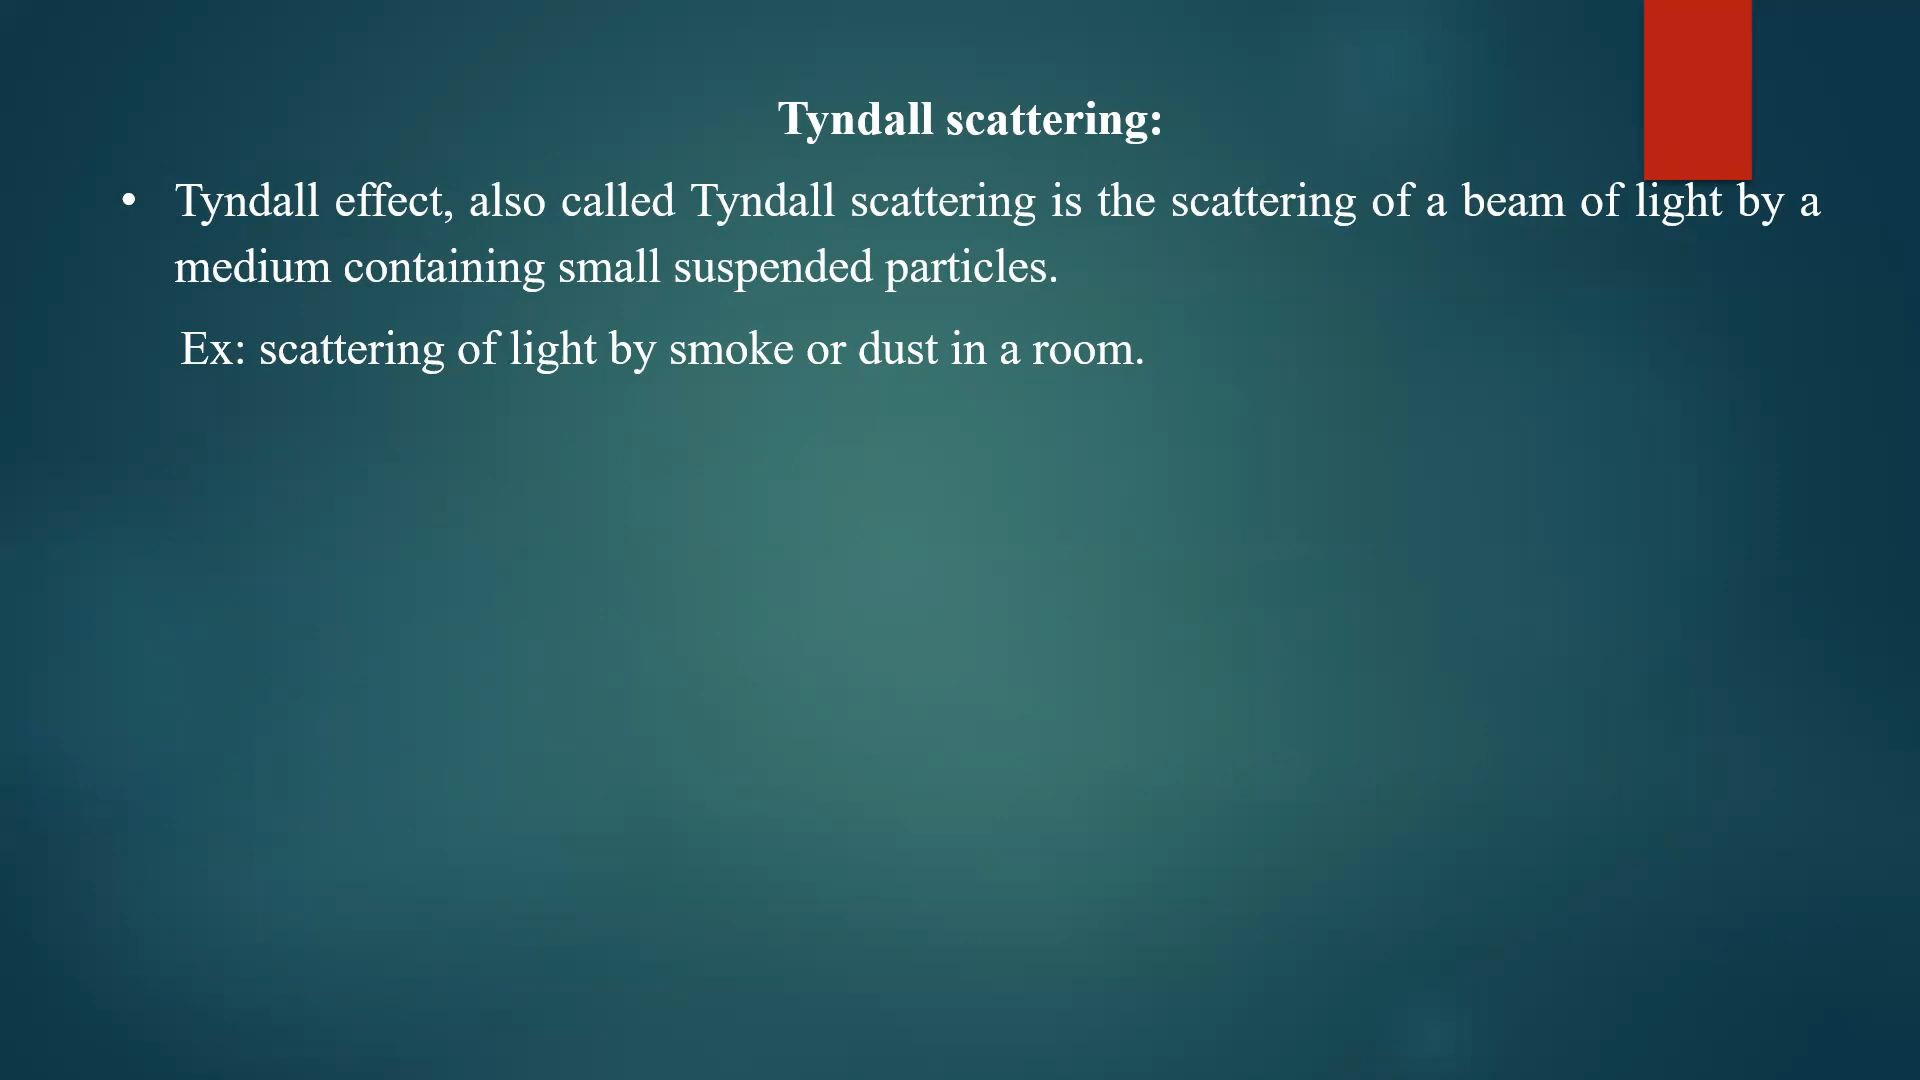 Tyndall scattering:
• Tyndall effect, also called Tyndall scattering is the scattering of a beam of light by a
medium containing small suspended particles.
Ex: scattering of light by smoke or dust in a room.